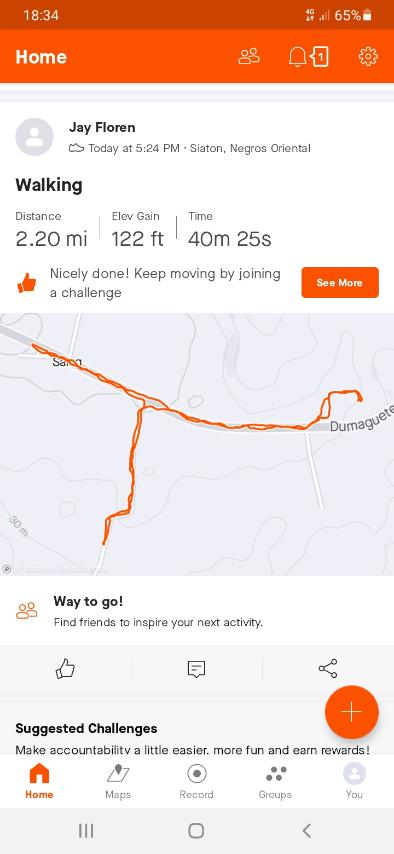 18:34
4G 65%
Home
1
Jay Floren
Today at 5:24 PM · Siaton, Negros Oriental
Walking
Distance Elev Gain Time
2.20 mi 122 ft 40m 25s
Nicely done! Keep moving by joining
a challenge
See More
Dumaguete
30 m
Way to go!
Find friends to inspire your next activity.
Suggested Challenges
Make accountability a little easier, more fun and earn rewards!
Home Maps Record Groups You